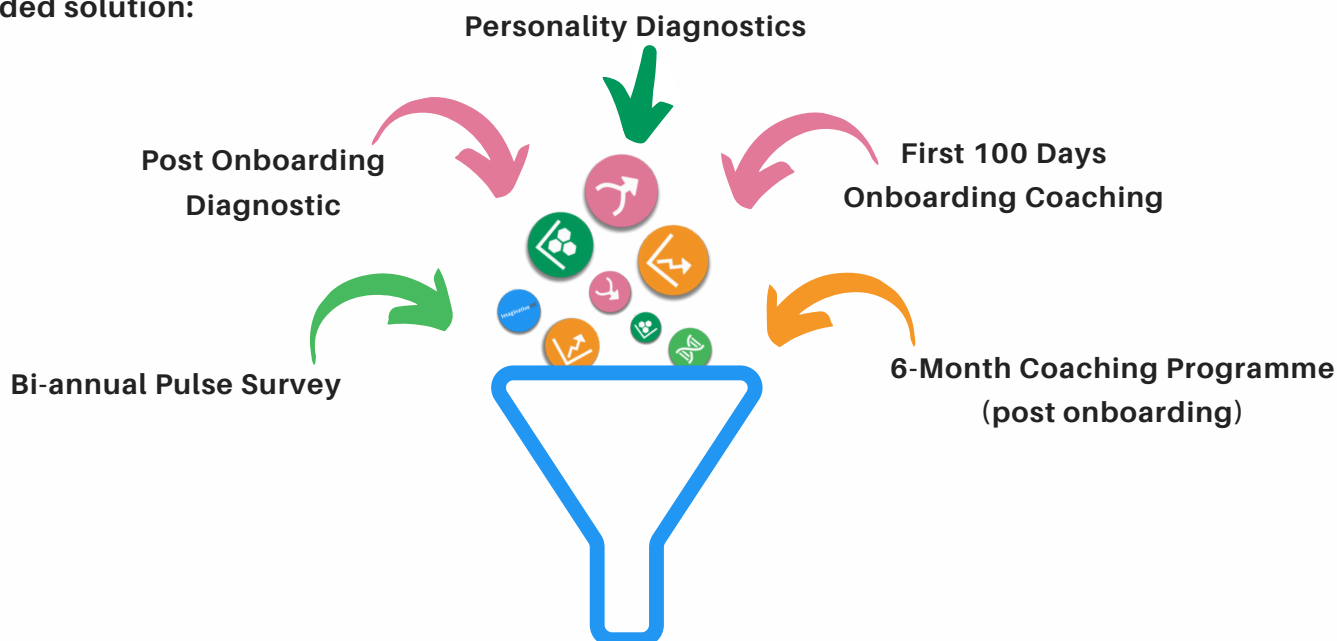 ded solution:
Personality Diagnostics
Post Onboarding
Diagnostic
First 100 Days
Onboarding Coaching
Bi-annual Pulse Survey
6-Month Coaching Programme
(post onboarding)